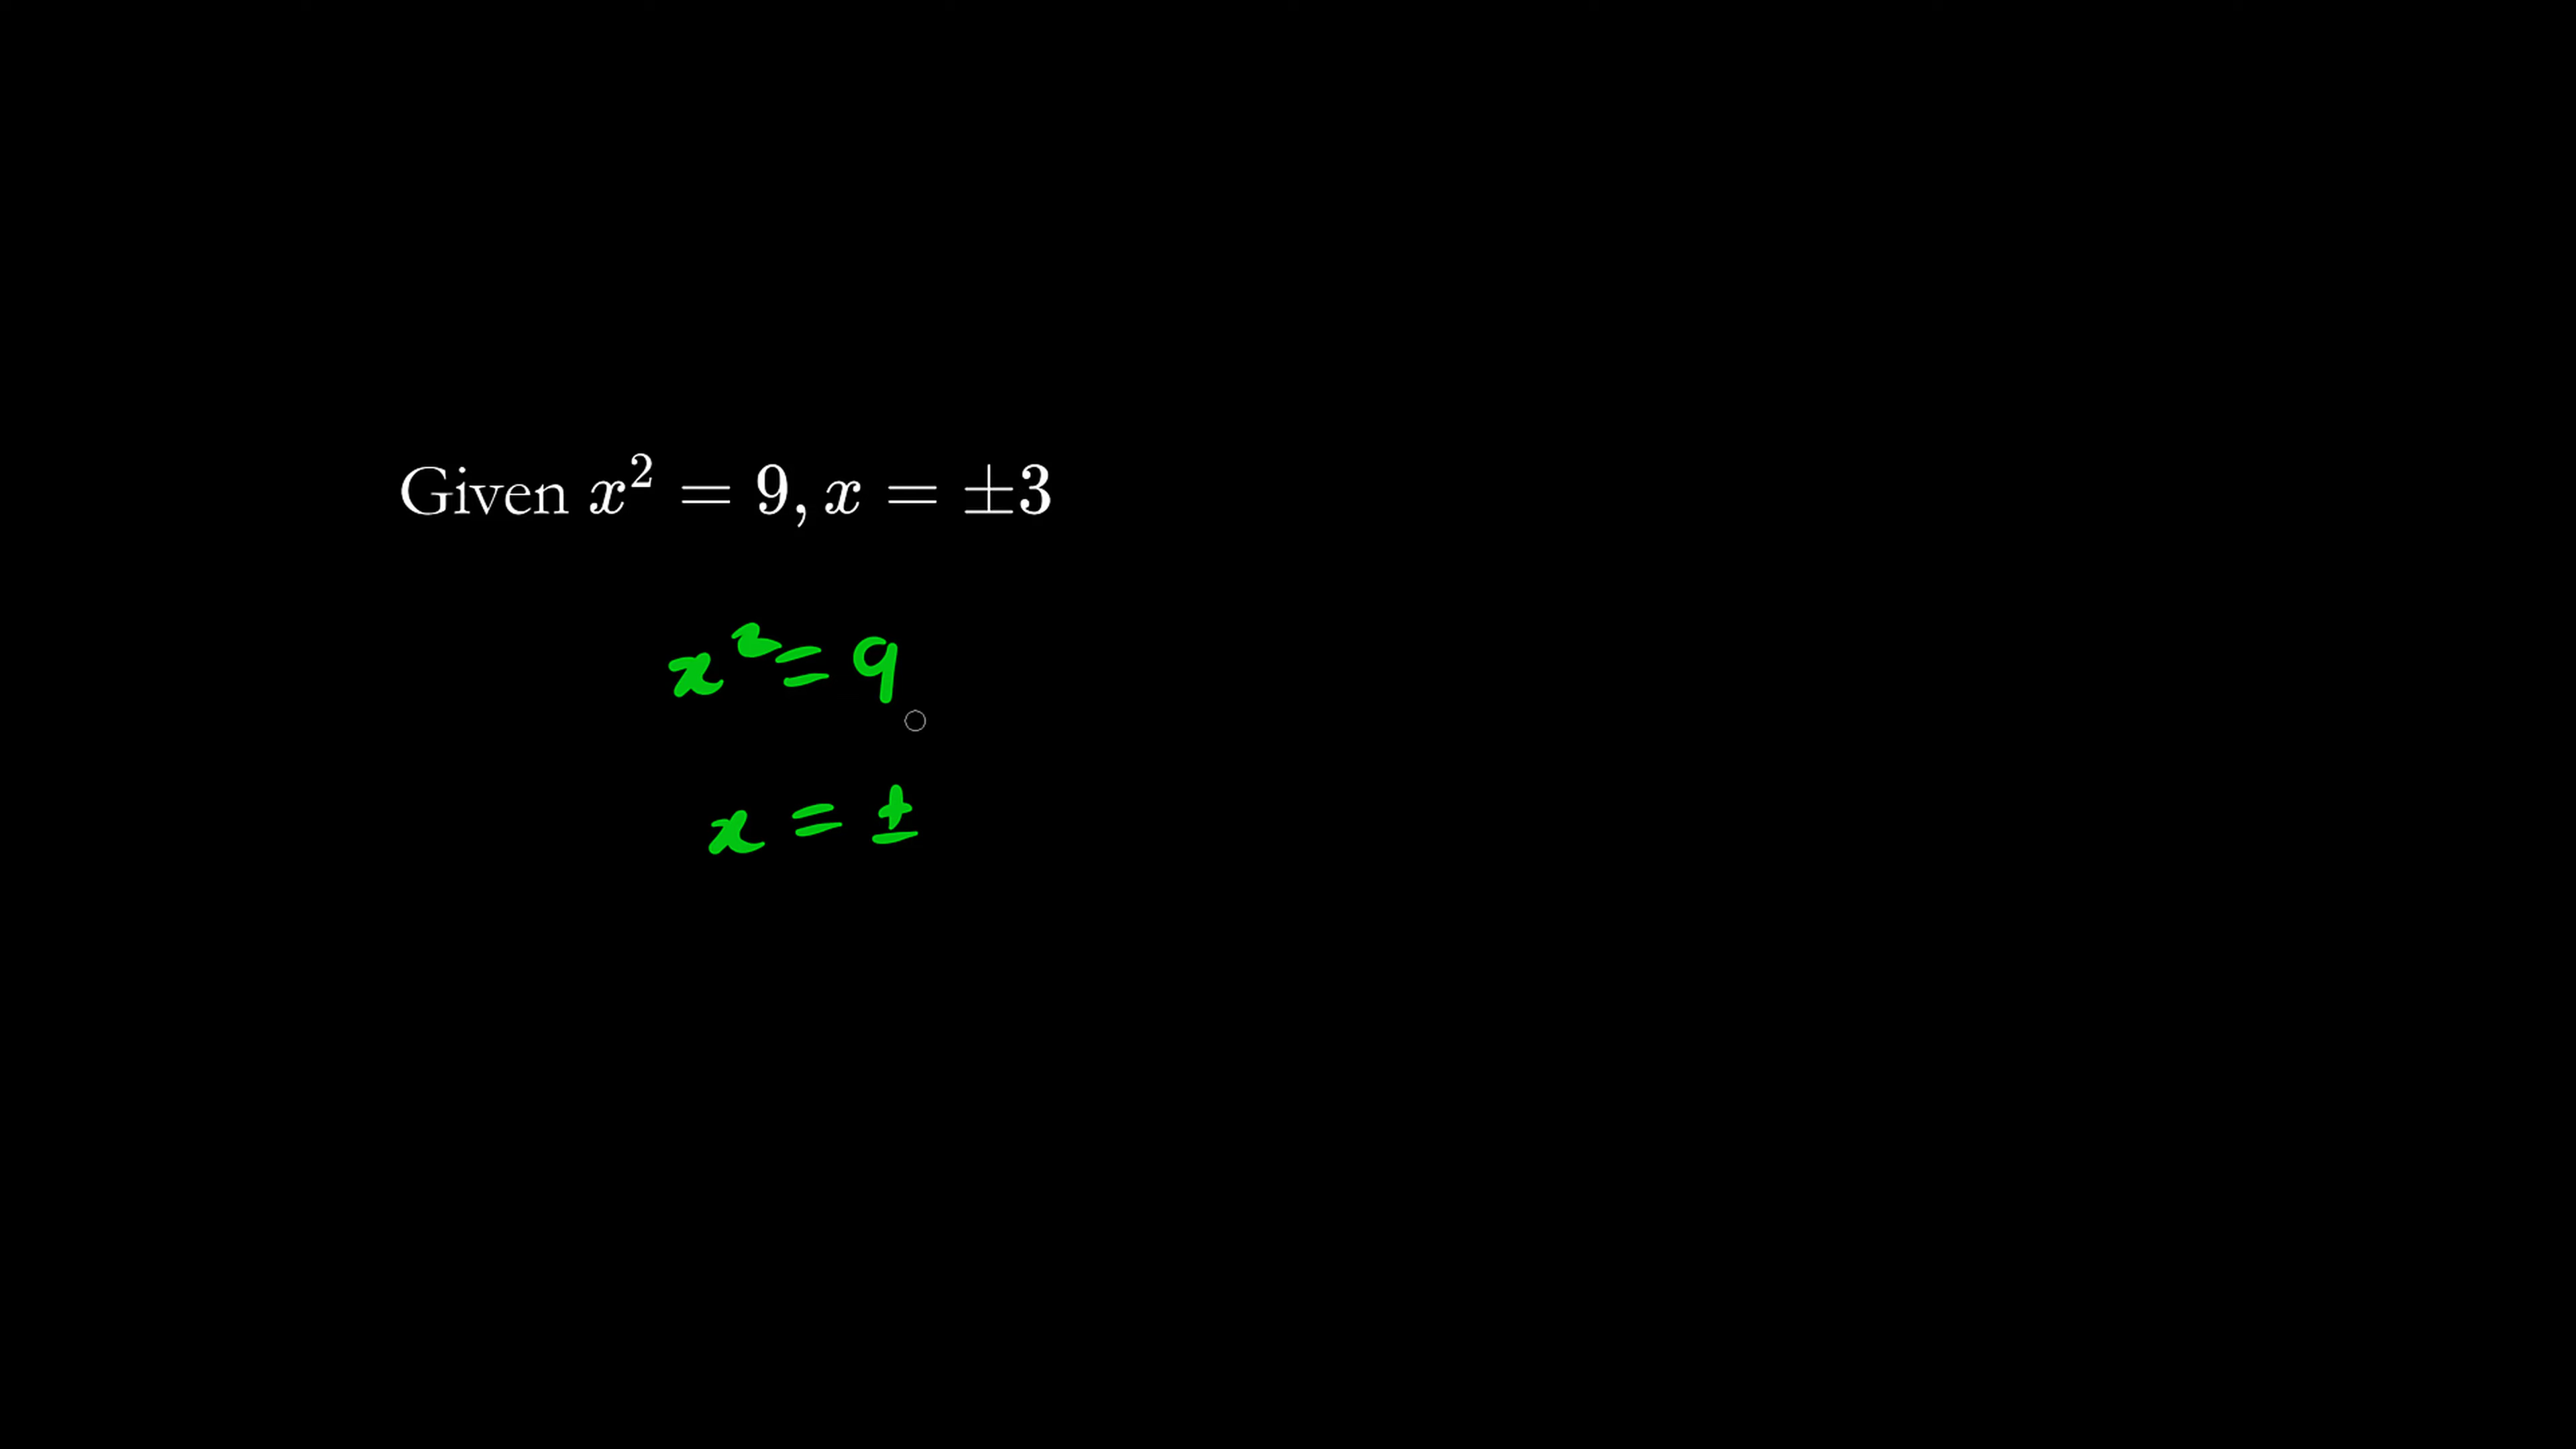 Given x² = 9, x = ±3
x² = 9
x = ±